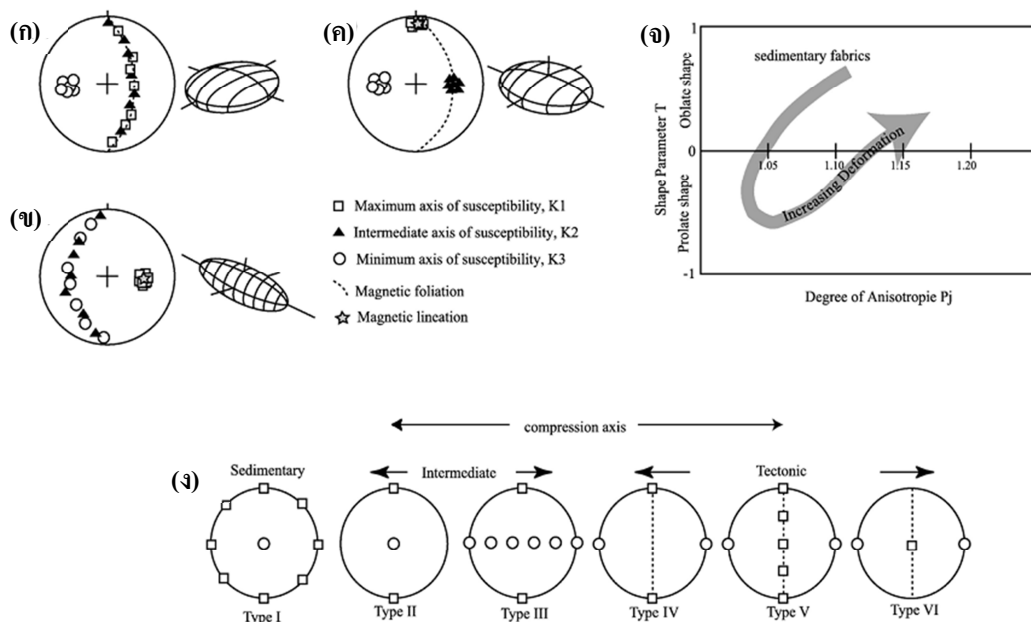 (ก)
(ค)
(จ)
1
sedimentary fabrics
Shape Parameter T
Oblate shape
Prolate shape
0
1.05
1.10
1.15
1.20
Increasing Deformation
-1
Degree of Anisotropie Pj
(ข)
Maximum axis of susceptibility, K1
Intermediate axis of susceptibility, K2
Minimum axis of susceptibility, K3
Magnetic foliation
Magnetic lineation
compression axis
(ง)
Sedimentary
Intermediate
Tectonic
Type I
Type II
Type III
Type IV
Type V
Type VI